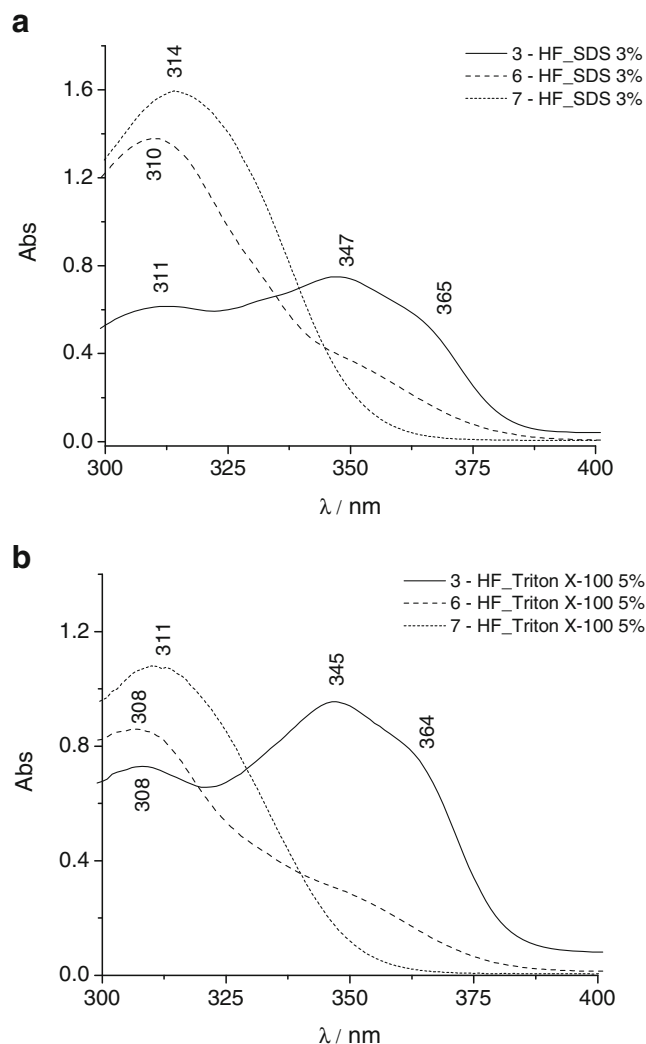 a
3 - HF_SDS 3%
6 - HF_SDS 3%
7 - HF_SDS 3%
314
310
311
347
365
1.6
1.2
0.8
0.4
0.0
Abs
300 325 350 375 400
λ / nm
b
3 - HF_Triton X-100 5%
6 - HF_Triton X-100 5%
7 - HF_Triton X-100 5%
311
308
308
345
364
1.2
0.8
0.4
0.0
Abs
300 325 350 375 400
λ / nm